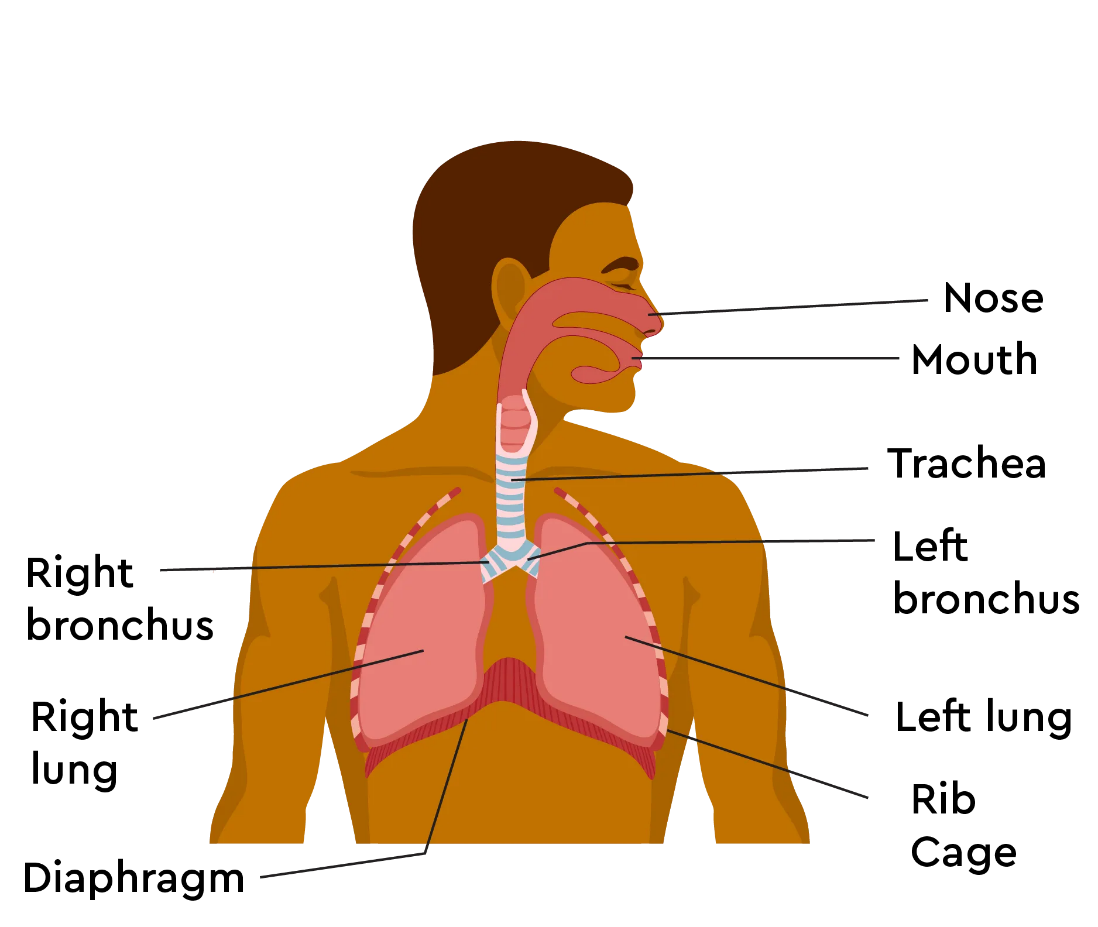 Nose
Mouth
Trachea
Left
bronchus
Right
bronchus
Right
lung
Left lung
Rib
Cage
Diaphragm